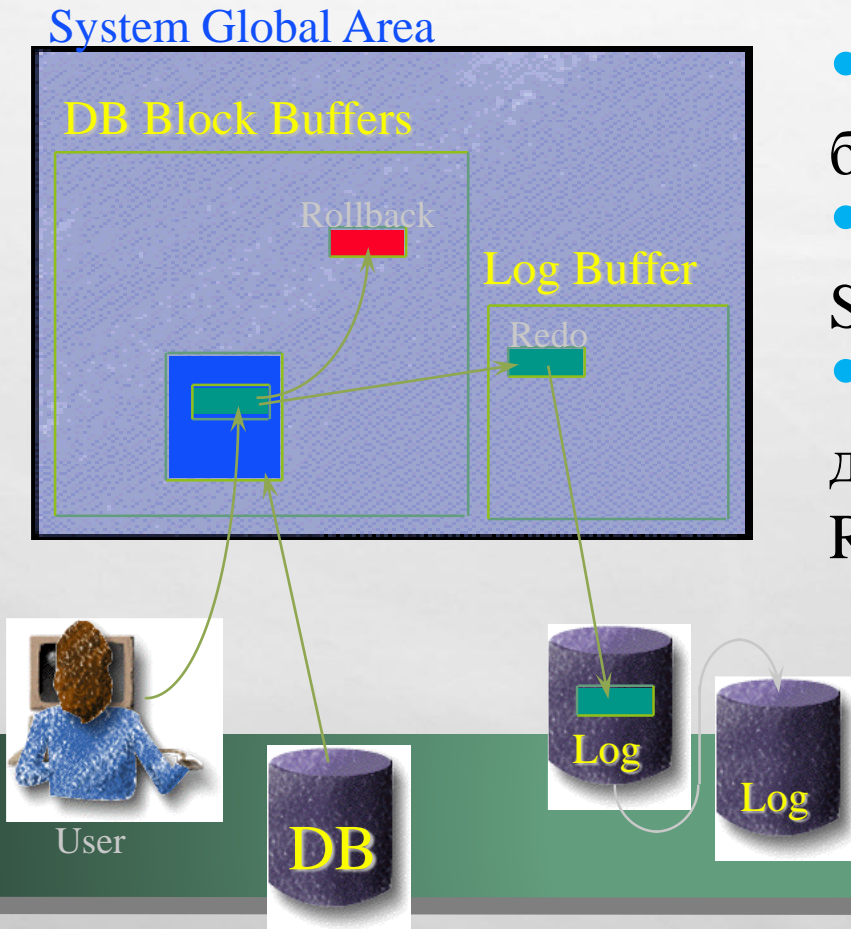 System Global Area
DB Block Buffers
Rollback
Log Buffer
Redo
User
DB
Log
Log
•
б
•
S
•
д
R